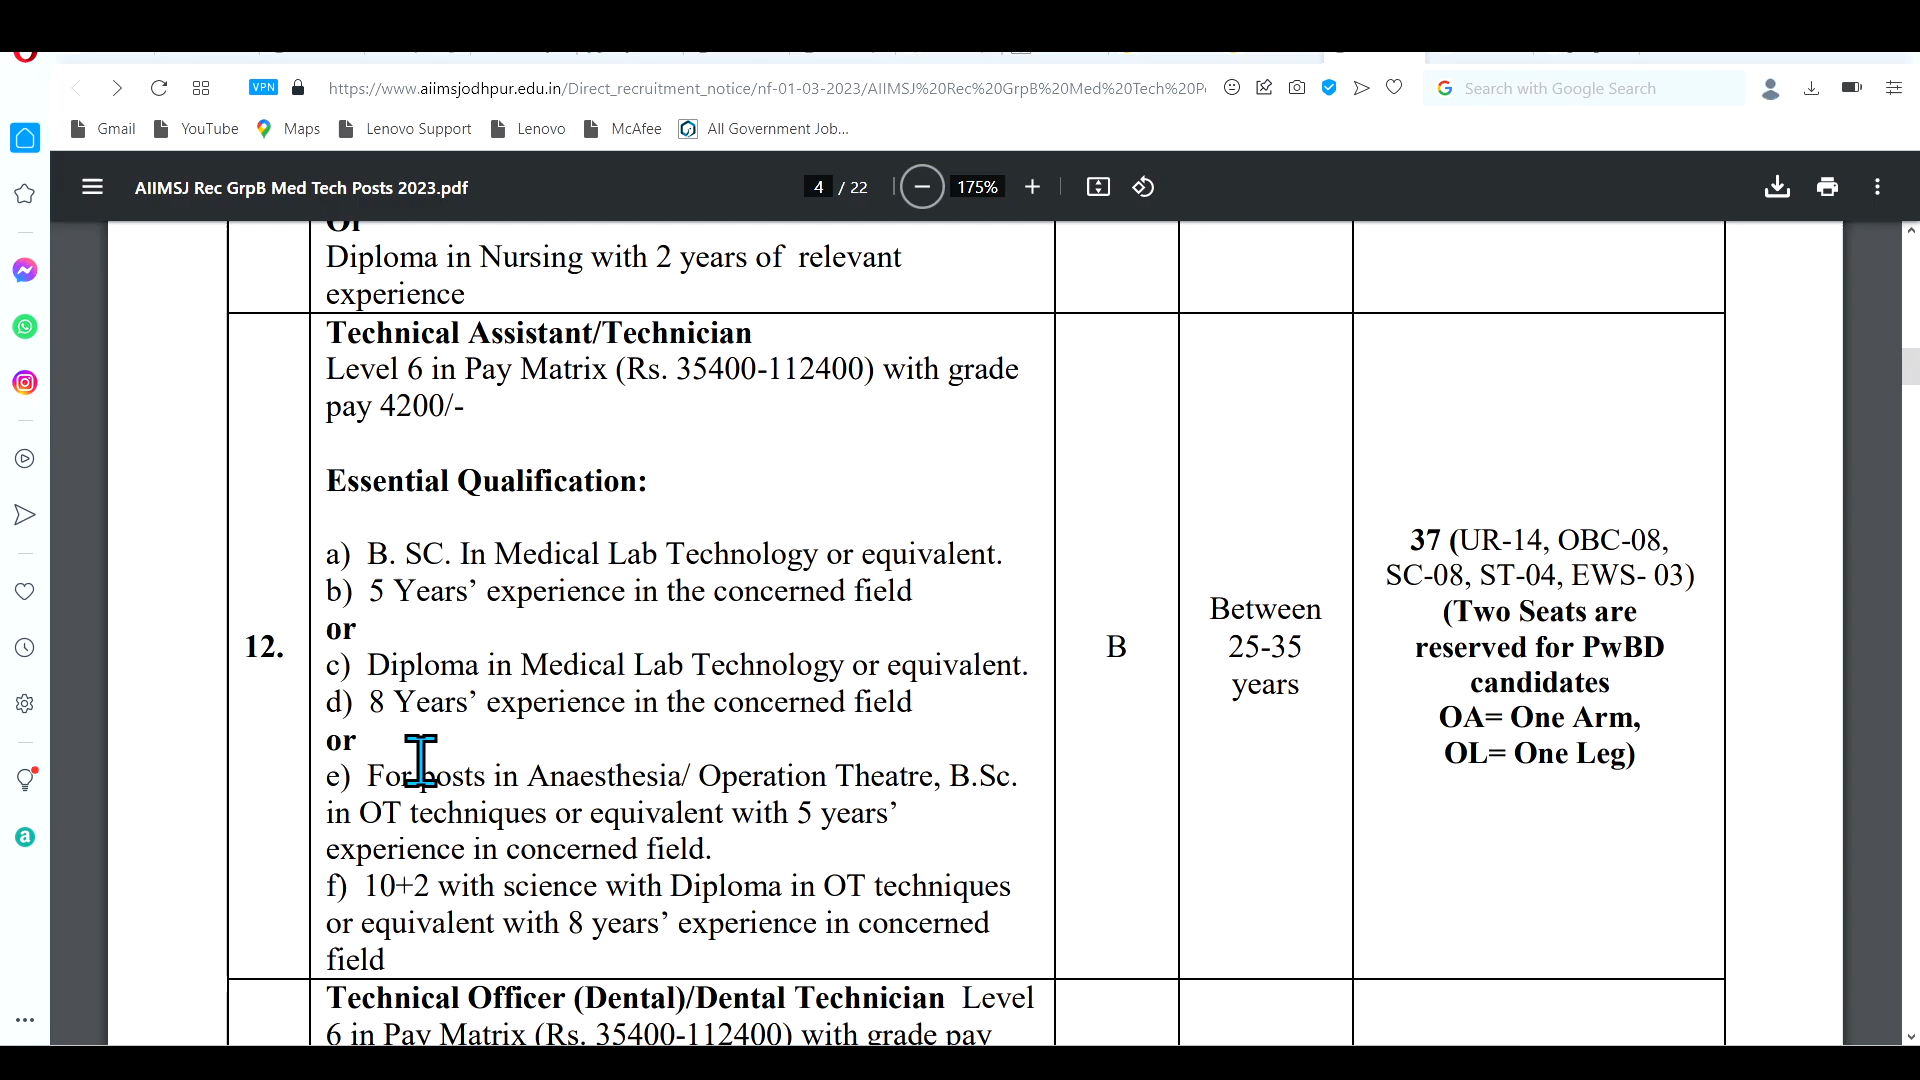 VPN
https://www.aiimsjodhpur.edu.in/Direct_recruitment_notice/nf-01-03-2023/AIIMSJ%20Rec%20GrpB%20Med%20Tech%20P
Search with Google Search
Gmail
YouTube
Maps
Lenovo Support
Lenovo
McAfee
All Government Job...
AIIMSJ Rec GrpB Med Tech Posts 2023.pdf
4 / 22
175%
Or
Diploma in Nursing with 2 years of relevant
experience
12.
Technical Assistant/Technician
Level 6 in Pay Matrix (Rs. 35400-112400) with grade
pay 4200/-
Essential Qualification:
a) B. SC. In Medical Lab Technology or equivalent.
b) 5 Years’ experience in the concerned field
or
c) Diploma in Medical Lab Technology or equivalent.
d) 8 Years’ experience in the concerned field
or
e) For posts in Anaesthesia/ Operation Theatre, B.Sc.
in OT techniques or equivalent with 5 years’
experience in concerned field.
f) 10+2 with science with Diploma in OT techniques
or equivalent with 8 years’ experience in concerned
field
B
Between
25-35
years
37 (UR-14, OBC-08,
SC-08, ST-04, EWS- 03)
(Two Seats are
reserved for PwBD
candidates
OA= One Arm,
OL= One Leg)
Technical Officer (Dental)/Dental Technician Level
6 in Pay Matrix (Rs. 35400-112400) with grade pay